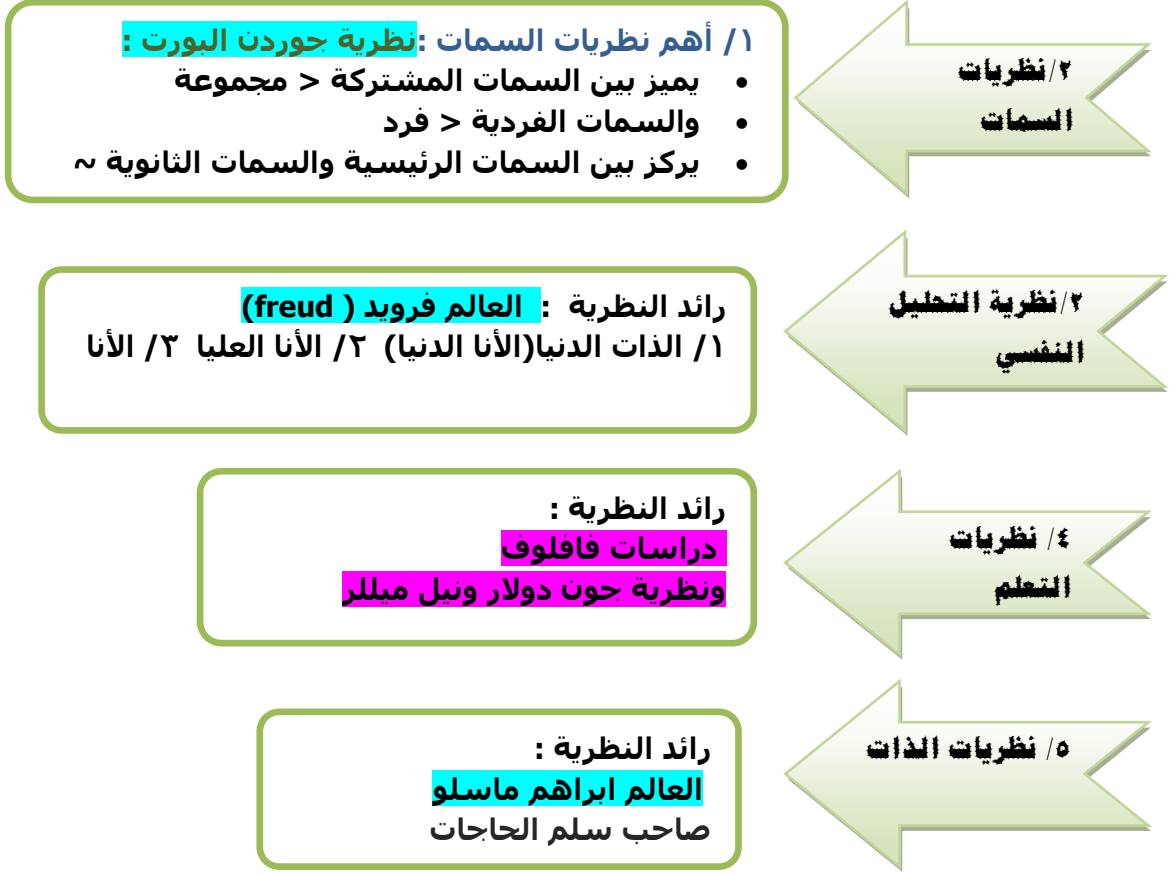 ٢/نظريات
السمات
١/ أهم نظريات السمات :نظرية جوردن البورت :
• يميز بين السمات المشتركة < مجموعة
• والسمات الفردية < فرد
• يركز بين السمات الرئيسية والسمات الثانوية ~
٢/نظرية التحليل
النفسي
رائد النظرية : العالم فرويد ( freud)
١/ الذات الدنيا(الأنا الدنيا) ٢/ الأنا العليا ٣/ الأنا
٤/ نظريات
التعلم
رائد النظرية :
دراسات فافلوف
ونظرية جون دولار ونيل ميللر
٥/ نظريات الذات
رائد النظرية :
العالم ابراهم ماسلو
صاحب سلم الحاجات